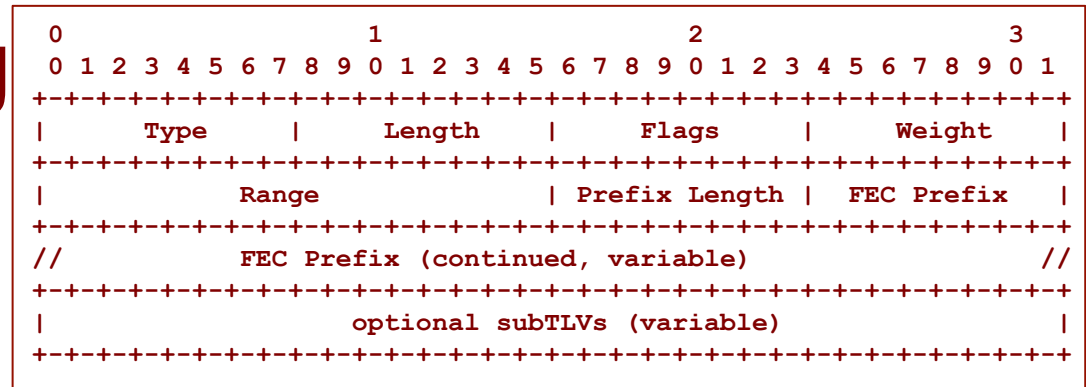 0                   1                   2                   3
0 1 2 3 4 5 6 7 8 9 0 1 2 3 4 5 6 7 8 9 0 1 2 3 4 5 6 7 8 9 0 1
+-+-+-+-+-+-+-+-+-+-+-+-+-+-+-+-+-+-+-+-+-+-+-+-+-+-+-+-+-+-+-+-+
|      Type     |     Length    |     Flags     |     Weight    |
+-+-+-+-+-+-+-+-+-+-+-+-+-+-+-+-+-+-+-+-+-+-+-+-+-+-+-+-+-+-+-+-+
|            Range              | Prefix Length |  FEC Prefix   |
+-+-+-+-+-+-+-+-+-+-+-+-+-+-+-+-+-+-+-+-+-+-+-+-+-+-+-+-+-+-+-+-+
//            FEC Prefix (continued, variable)                  //
+-+-+-+-+-+-+-+-+-+-+-+-+-+-+-+-+-+-+-+-+-+-+-+-+-+-+-+-+-+-+-+-+
|                   optional subTLVs (variable)                 |
+-+-+-+-+-+-+-+-+-+-+-+-+-+-+-+-+-+-+-+-+-+-+-+-+-+-+-+-+-+-+-+-+